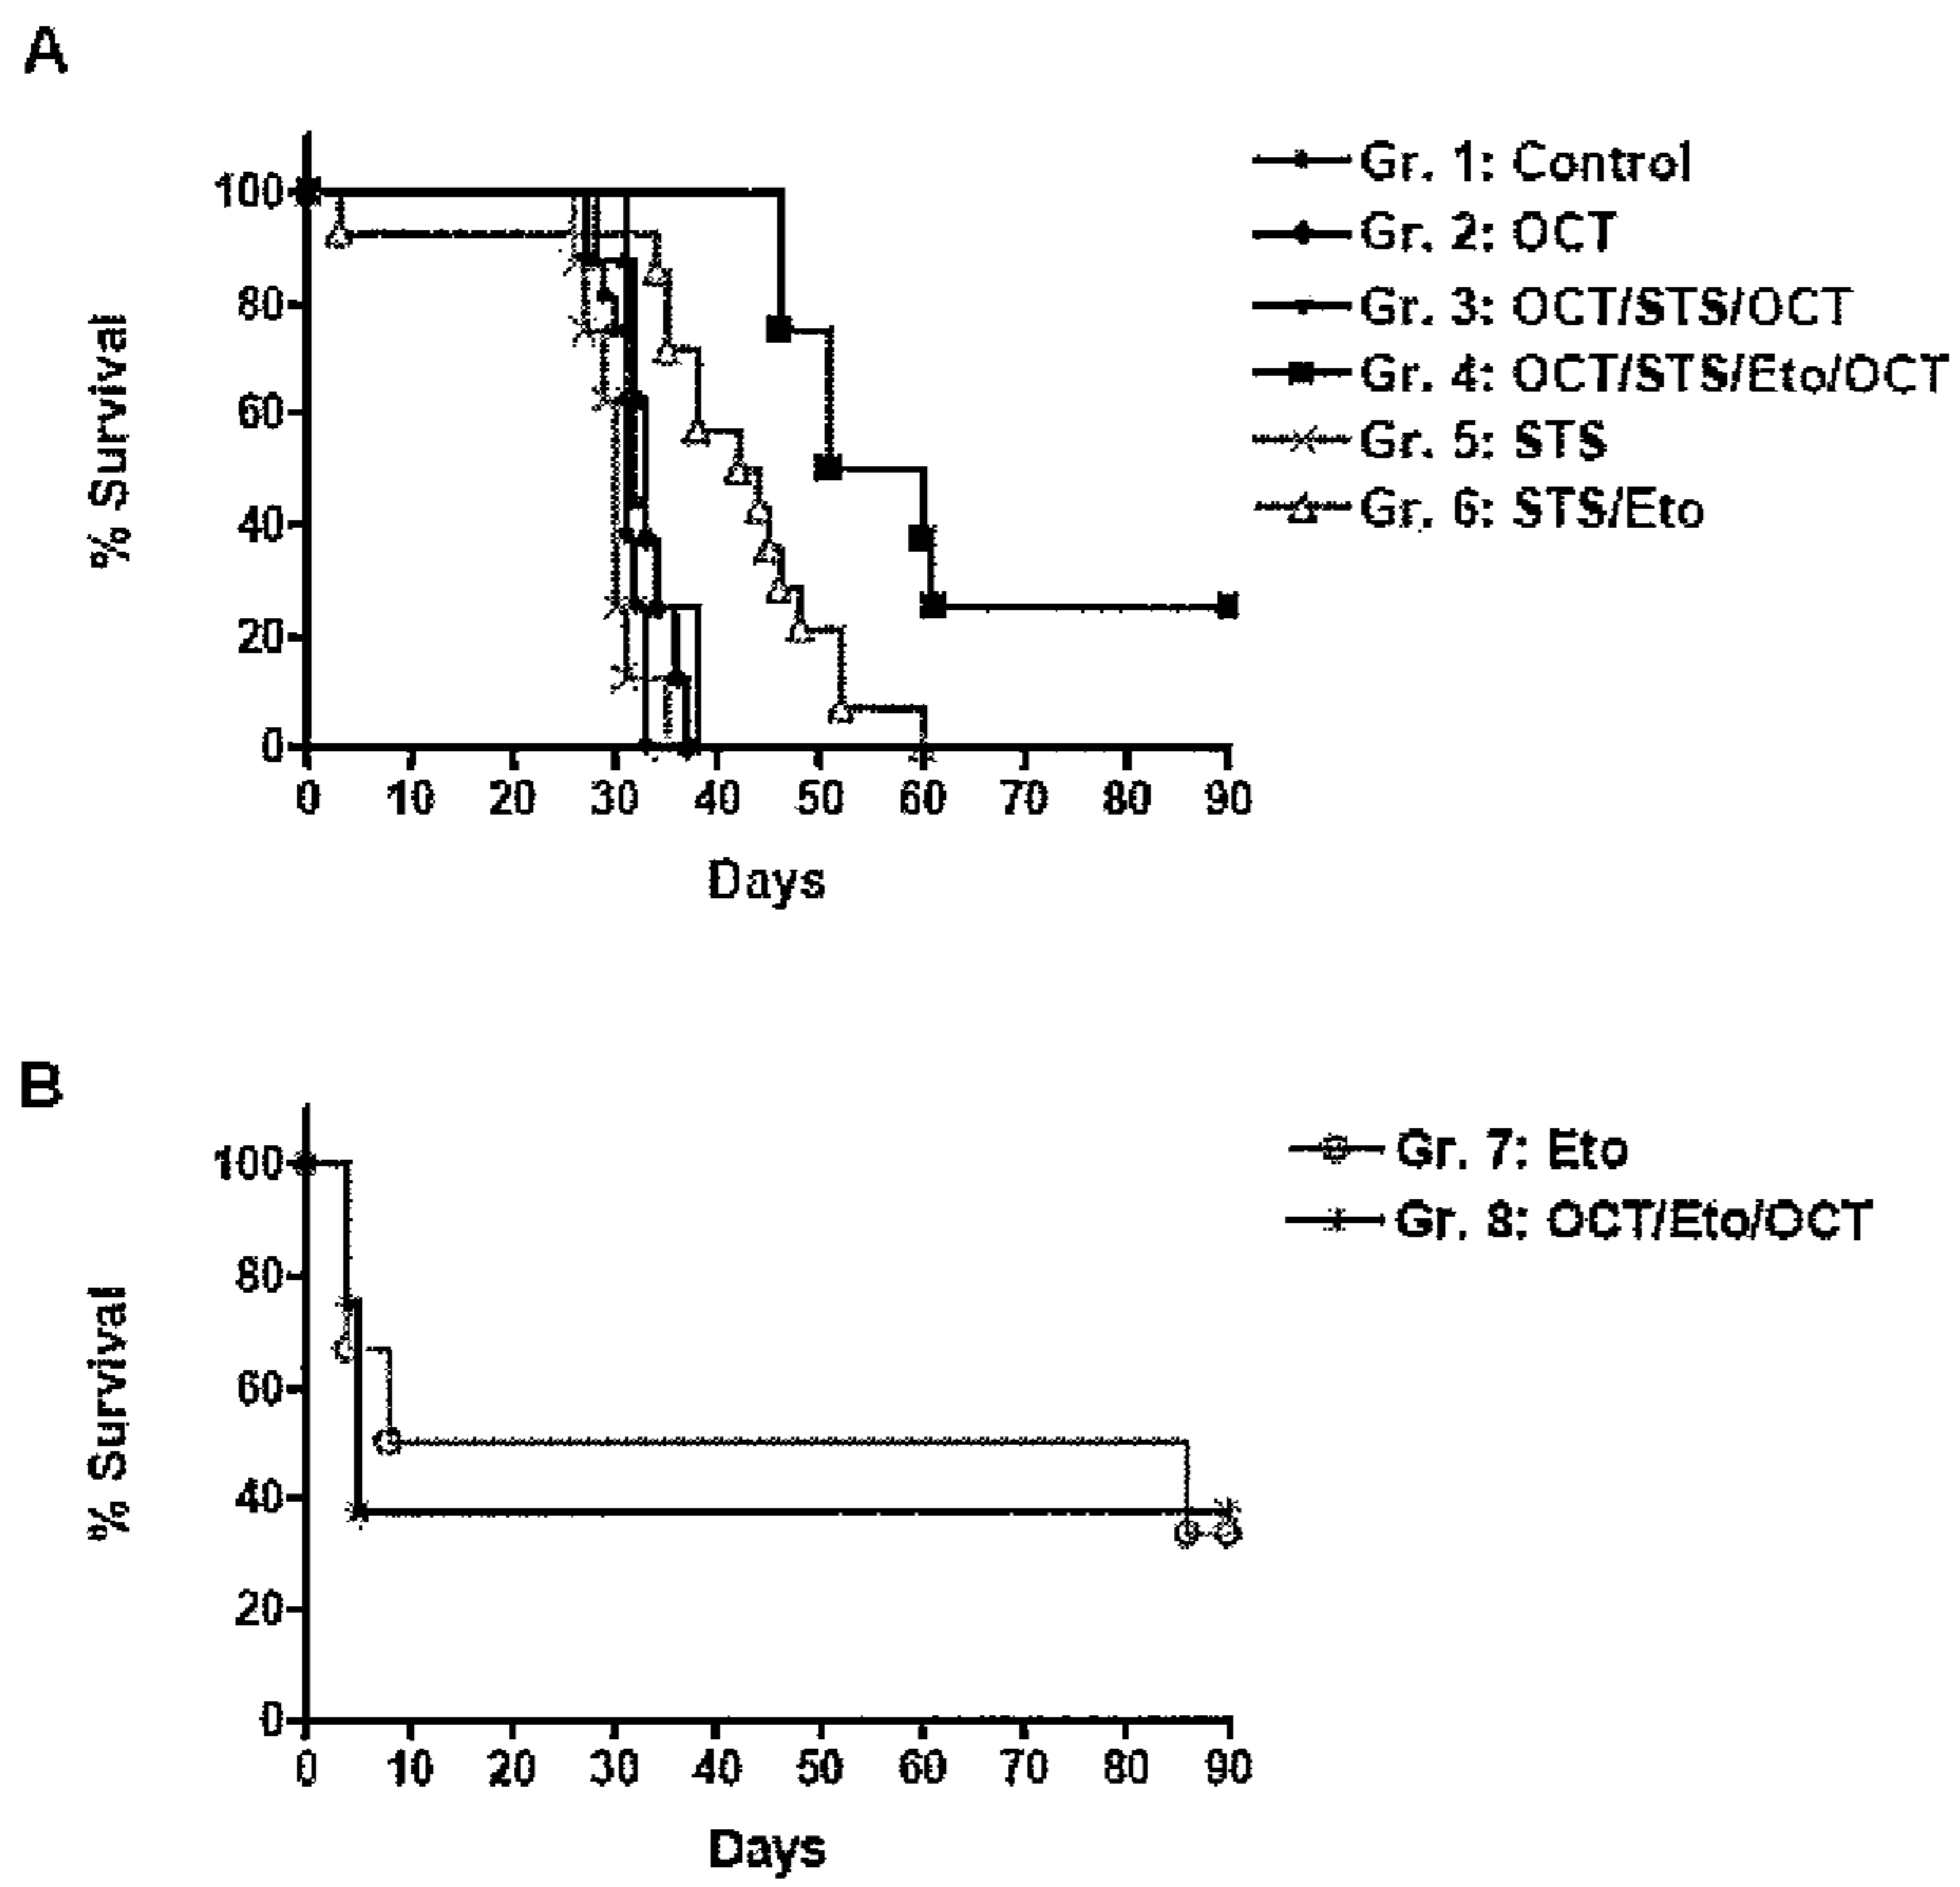 A
Gr. 1: Control
Gr. 2: OCT
Gr. 3: OCT/STS/OCT
Gr. 4: OCT/STS/Eto/OCT
Gr. 5: STS
Gr. 6: STS/Eto
% Survival
100
80
60
40
20
0
0 10 20 30 40 50 60 70 80 90
Days
B
Gr. 7: Eto
Gr. 8: OCT/Eto/OCT
% Survival
100
80
60
40
20
0
0 10 20 30 40 50 60 70 80 90
Days